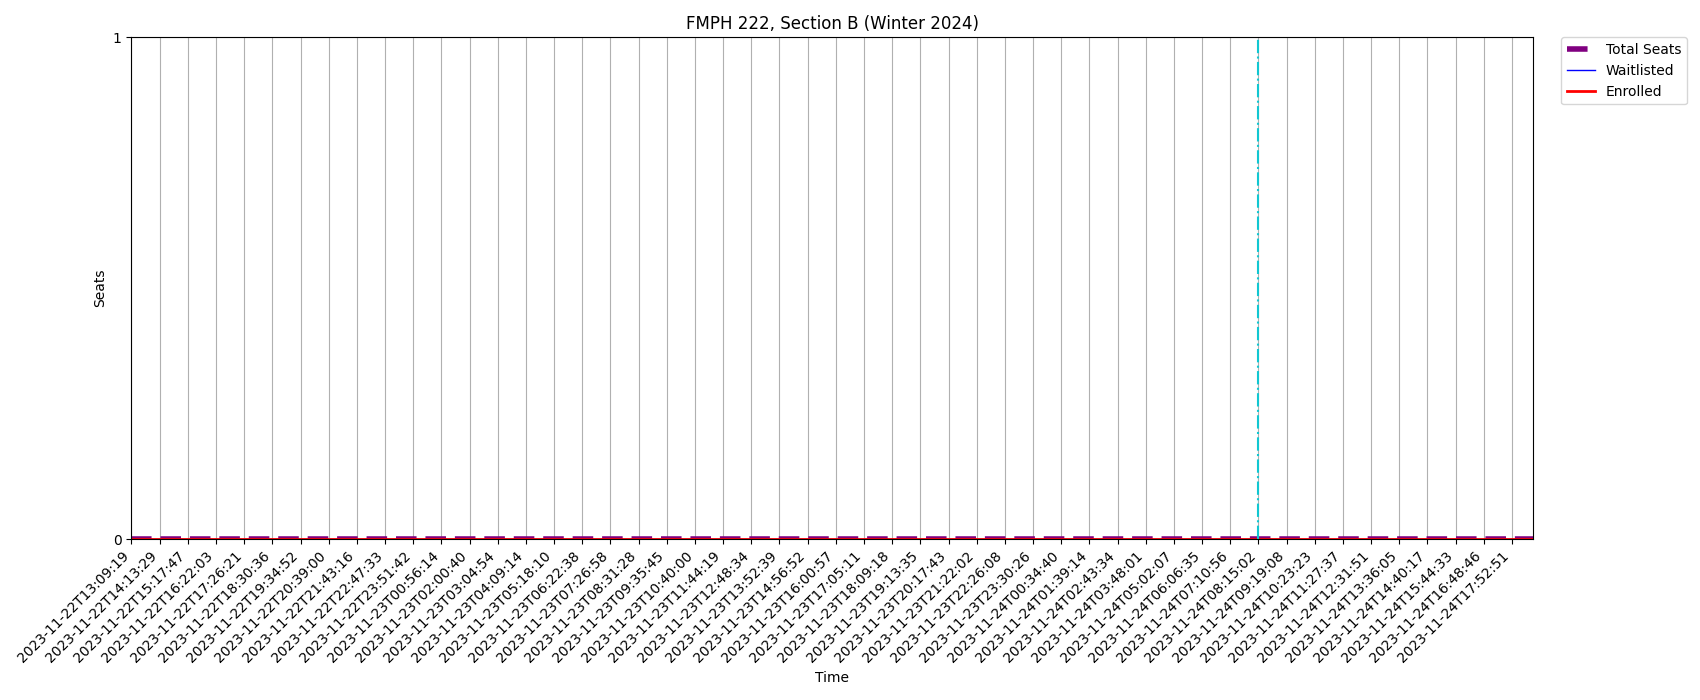 FMPH 222, Section B (Winter 2024)
Total Seats
Waitlisted
Enrolled
Seats
1
0
2023-11-22T13:09:19
2023-11-22T14:13:29
2023-11-22T15:17:47
2023-11-22T16:22:03
2023-11-22T17:26:21
2023-11-22T18:30:36
2023-11-22T19:34:52
2023-11-22T20:39:00
2023-11-22T21:43:16
2023-11-22T22:47:33
2023-11-22T23:51:42
2023-11-23T00:56:14
2023-11-23T02:00:40
2023-11-23T03:04:54
2023-11-23T04:09:14
2023-11-23T05:18:10
2023-11-23T06:22:38
2023-11-23T07:26:58
2023-11-23T08:31:28
2023-11-23T09:35:45
2023-11-23T10:40:00
2023-11-23T11:44:19
2023-11-23T12:48:34
2023-11-23T13:52:39
2023-11-23T14:56:52
2023-11-23T16:00:57
2023-11-23T17:05:11
2023-11-23T18:09:18
2023-11-23T19:13:35
2023-11-23T20:17:43
2023-11-23T21:22:02
2023-11-23T22:26:08
2023-11-23T23:30:26
2023-11-24T00:34:40
2023-11-24T01:39:14
2023-11-24T02:43:34
2023-11-24T03:48:01
2023-11-24T05:02:07
2023-11-24T06:06:35
2023-11-24T07:10:56
2023-11-24T08:15:02
2023-11-24T09:19:08
2023-11-24T10:23:23
2023-11-24T11:27:37
2023-11-24T12:31:51
2023-11-24T13:36:05
2023-11-24T14:40:17
2023-11-24T15:44:33
2023-11-24T16:48:46
2023-11-24T17:52:51
Time